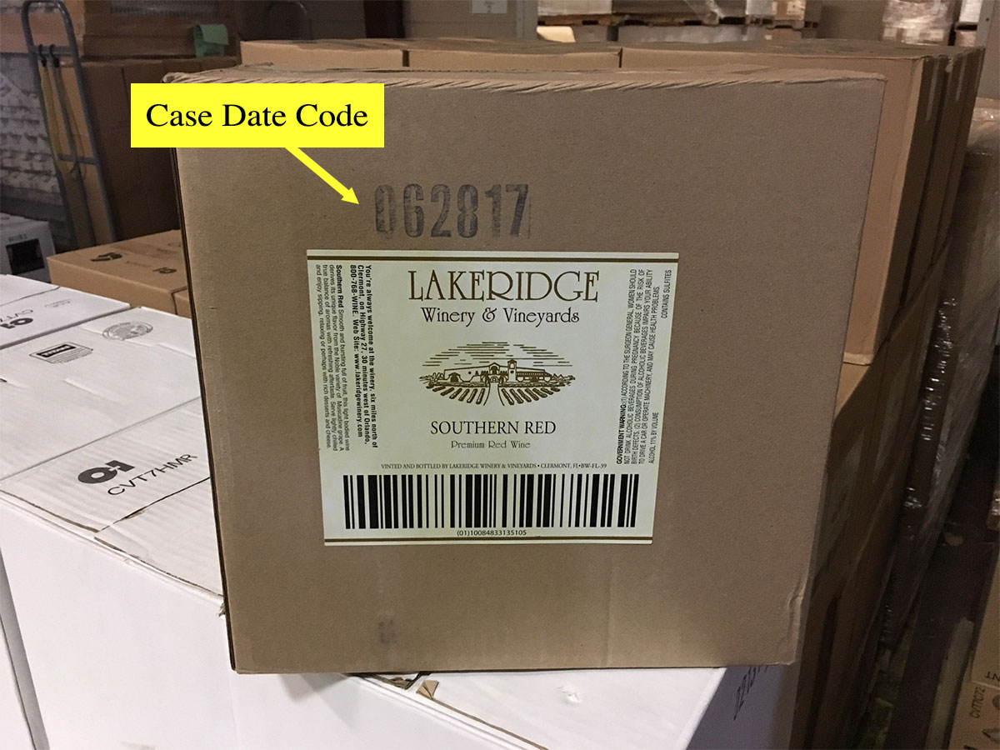 Case Date Code
062817
LAKERIDGE
Winery & Vineyards
SOUTHERN RED
Premium Red Wine
VINTED AND BOTTLED BY LAKERIDGE WINERY & VINEYARDS • CLERMONT, FL•BW-FL-39
(01)10084833135105
You're always welcome at the winery, six miles north of
Clermont, on Highway 27, 30 minutes west of Orlando,
800-768-WINE. Web Site: www.lakeridgewinery.com
Southern Red Smooth and bursting full of fruit, this light bodied wine
derives its unique flavor from the Noble variety of Muscadine grape. A
true balance of aromas with refreshing aftertaste. Serve lightly chilled
and enjoy sipping, relaxing or perhaps with rich desserts and cheese.
GOVERNMENT WARNING:(1) ACCORDING TO THE SURGEON GENERAL, WOMEN SHOULD
NOT DRINK ALCOHOLIC BEVERAGES DURING PREGNANCY BECAUSE OF THE RISK OF
BIRTH DEFECTS. (2) CONSUMPTION OF ALCOHOLIC BEVERAGES IMPAIRS YOUR ABILITY
TO DRIVE A CAR OR OPERATE MACHINERY, AND MAY CAUSE HEALTH PROBLEMS.
ALCOHOL 11% BY VOLUME
CONTAINS SULFITES
CVT7HMR